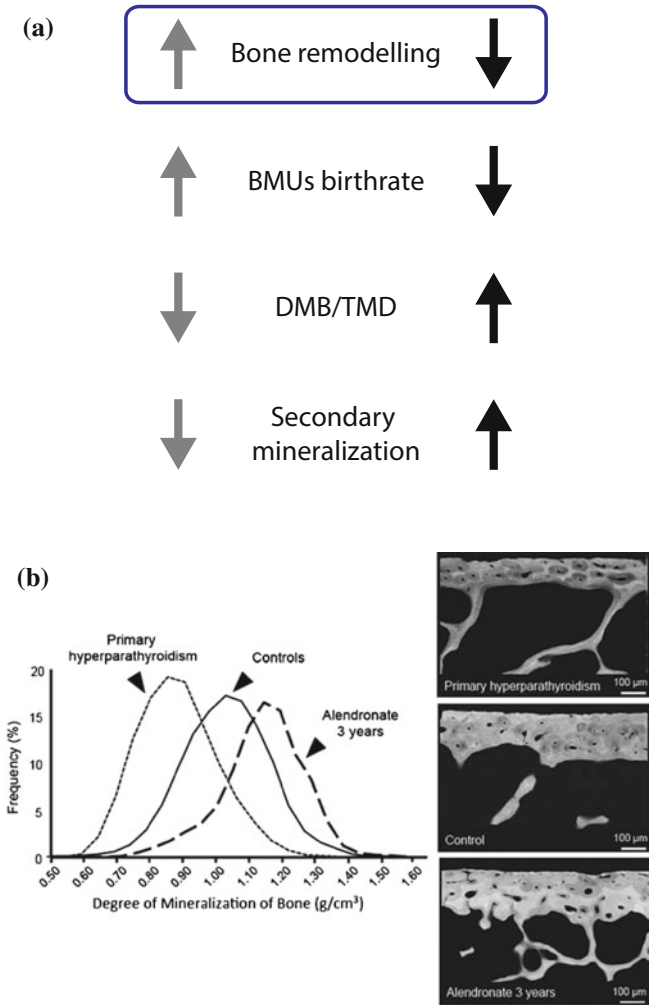 (a)
Bone remodelling
BMUs birthrate
DMB/TMD
Secondary
mineralization
(b)
Primary
hyperparathyroidism
Controls
Alendronate
3 years
Frequency (%)
20
15
10
5
0
0.50 0.60 0.70 0.80 0.90 1.00 1.10 1.20 1.30 1.40 1.50 1.60
Degree of Mineralization of Bone (g/cm³)
Primary hyperparathyroidism
100 µm
Control
100 µm
Alendronate 3 years
100 µm